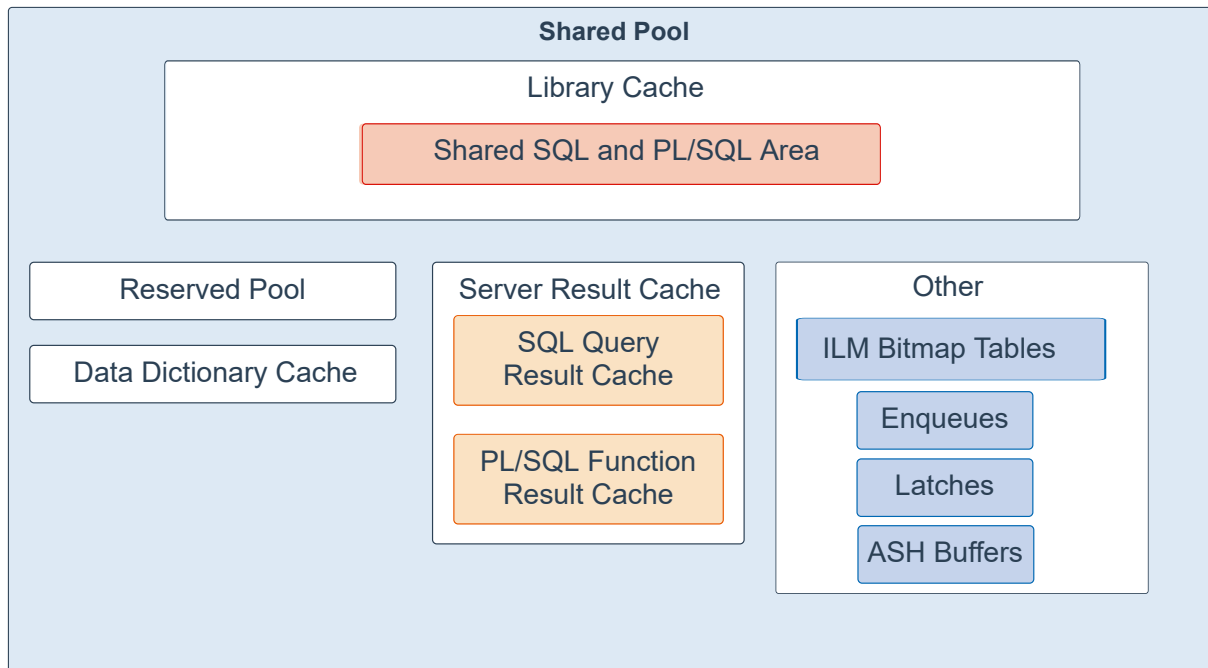 Shared Pool
Library Cache
Shared SQL and PL/SQL Area
Reserved Pool
Data Dictionary Cache
Server Result Cache
SQL Query
Result Cache
PL/SQL Function
Result Cache
Other
ILM Bitmap Tables
Enqueues
Latches
ASH Buffers